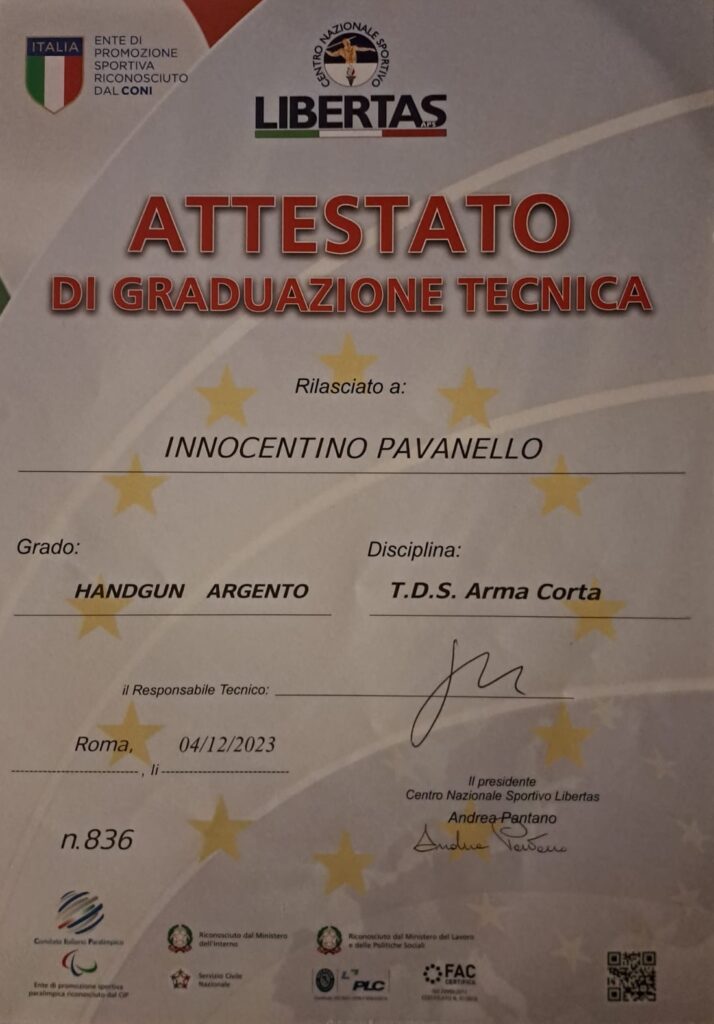 ITALIA
ENTE DI
PROMOZIONE
SPORTIVA
RICONOSCIUTO
DAL CONI
CENTRO NAZIONALE SPORTIVO
LIBERTAS
APS
ATTESTATO
DI GRADUAZIONE TECNICA
Rilasciato a:
INNOCENTINO PAVANELLO
Grado:
Disciplina:
HANDGUN ARGENTO
T.D.S. Arma Corta
il Responsabile Tecnico:
Roma, 04/12/2023
, li
Il presidente
Centro Nazionale Sportivo Libertas
Andrea Pantano
n.836
Comitato Italiano Paralimpico
Ente di promozione sportiva
paralimpica riconosciuto dal CIP
Riconosciuto dal Ministero
dell'Interno
Servizio Civile
Nazionale
Riconosciuto dal Ministero del Lavoro
e delle Politiche Sociali
PLC
FAC
CERTIFICA